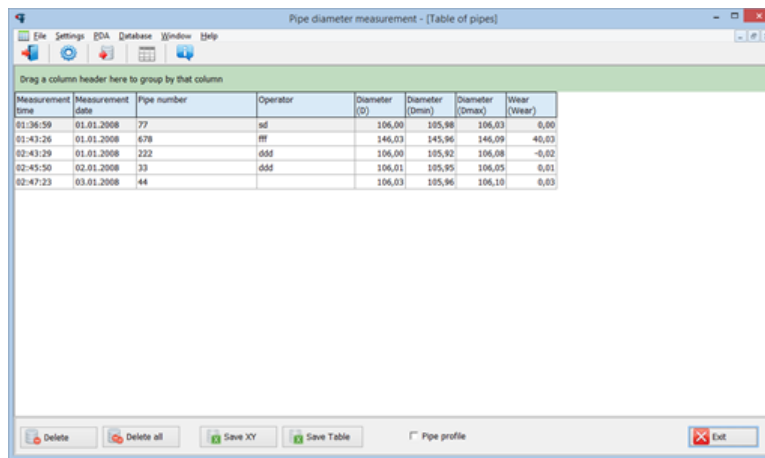 Pipe diameter measurement - [Table of pipes]
File Settings PDA Database Window Help
Drag a column header here to group by that column
Measurement time Measurement date Pipe number Operator Diameter (D) Diameter (Dmin) Diameter (Dmax) Wear (Wear)
01:36:59 01.01.2008 77 sd 106,00 105,98 106,03 0,00
01:43:26 01.01.2008 678 fff 146,03 145,96 146,09 40,03
02:43:29 01.01.2008 222 ddd 106,00 105,92 106,08 -0,02
02:45:50 02.01.2008 33 ddd 106,01 105,95 106,05 0,01
02:47:23 03.01.2008 44 106,03 105,96 106,10 0,03
Delete Delete all Save XY Save Table Pipe profile Exit